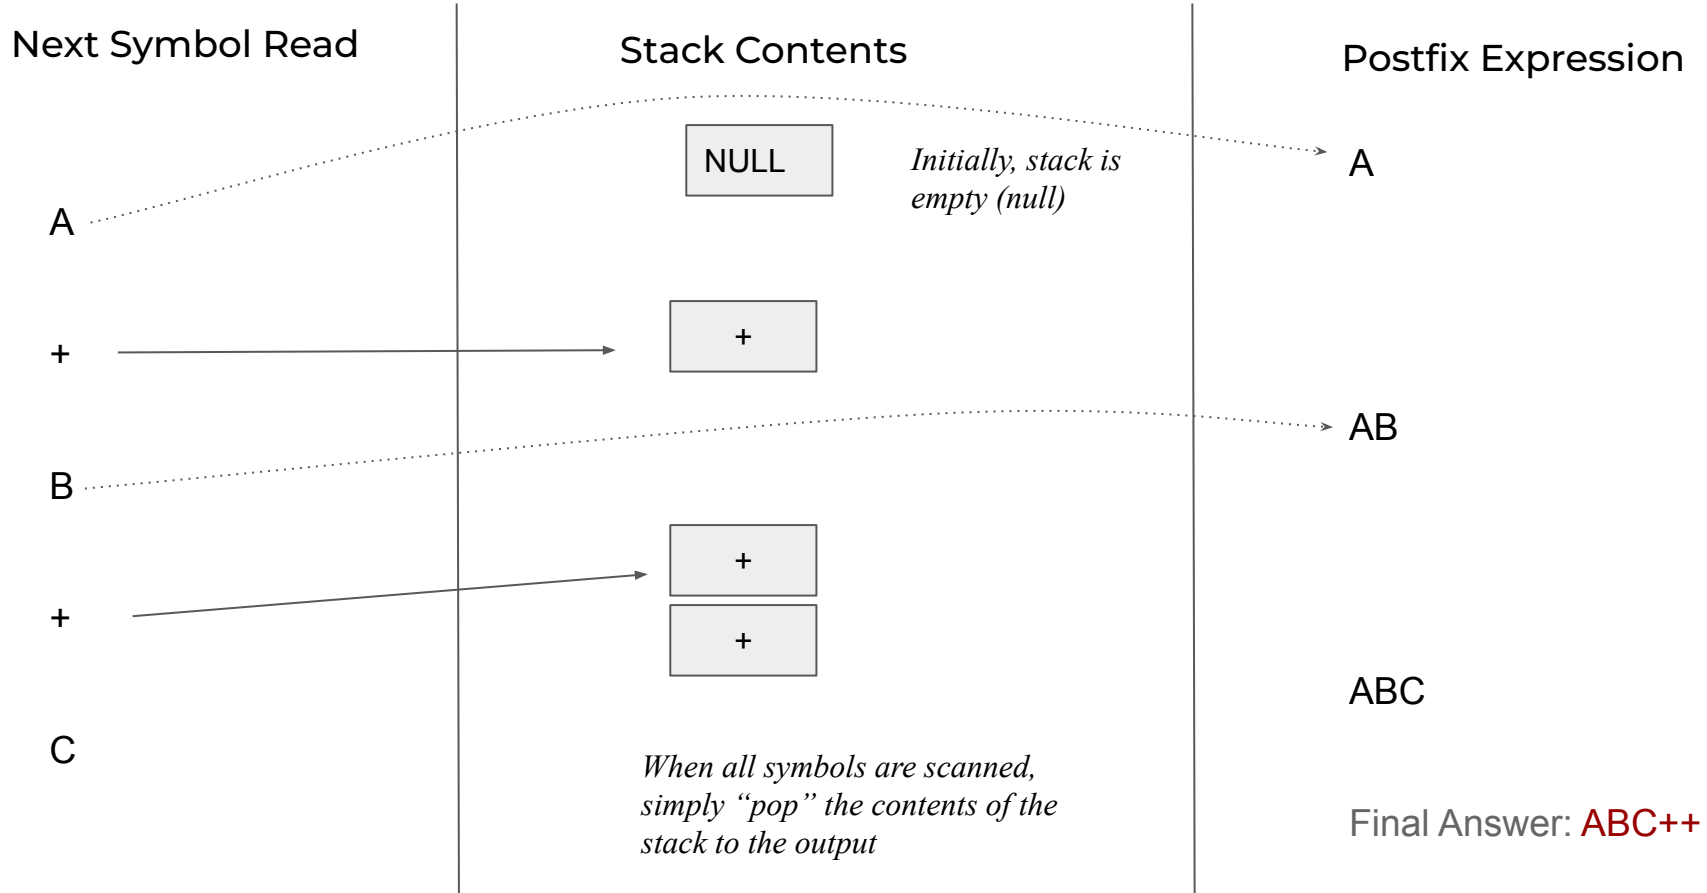 Next Symbol Read
Stack Contents
Postfix Expression
NULL
Initially, stack is
empty (null)
A
A
+
+
AB
B
+
+
+
ABC
C
When all symbols are scanned,
simply “pop” the contents of the
stack to the output
Final Answer: ABC++